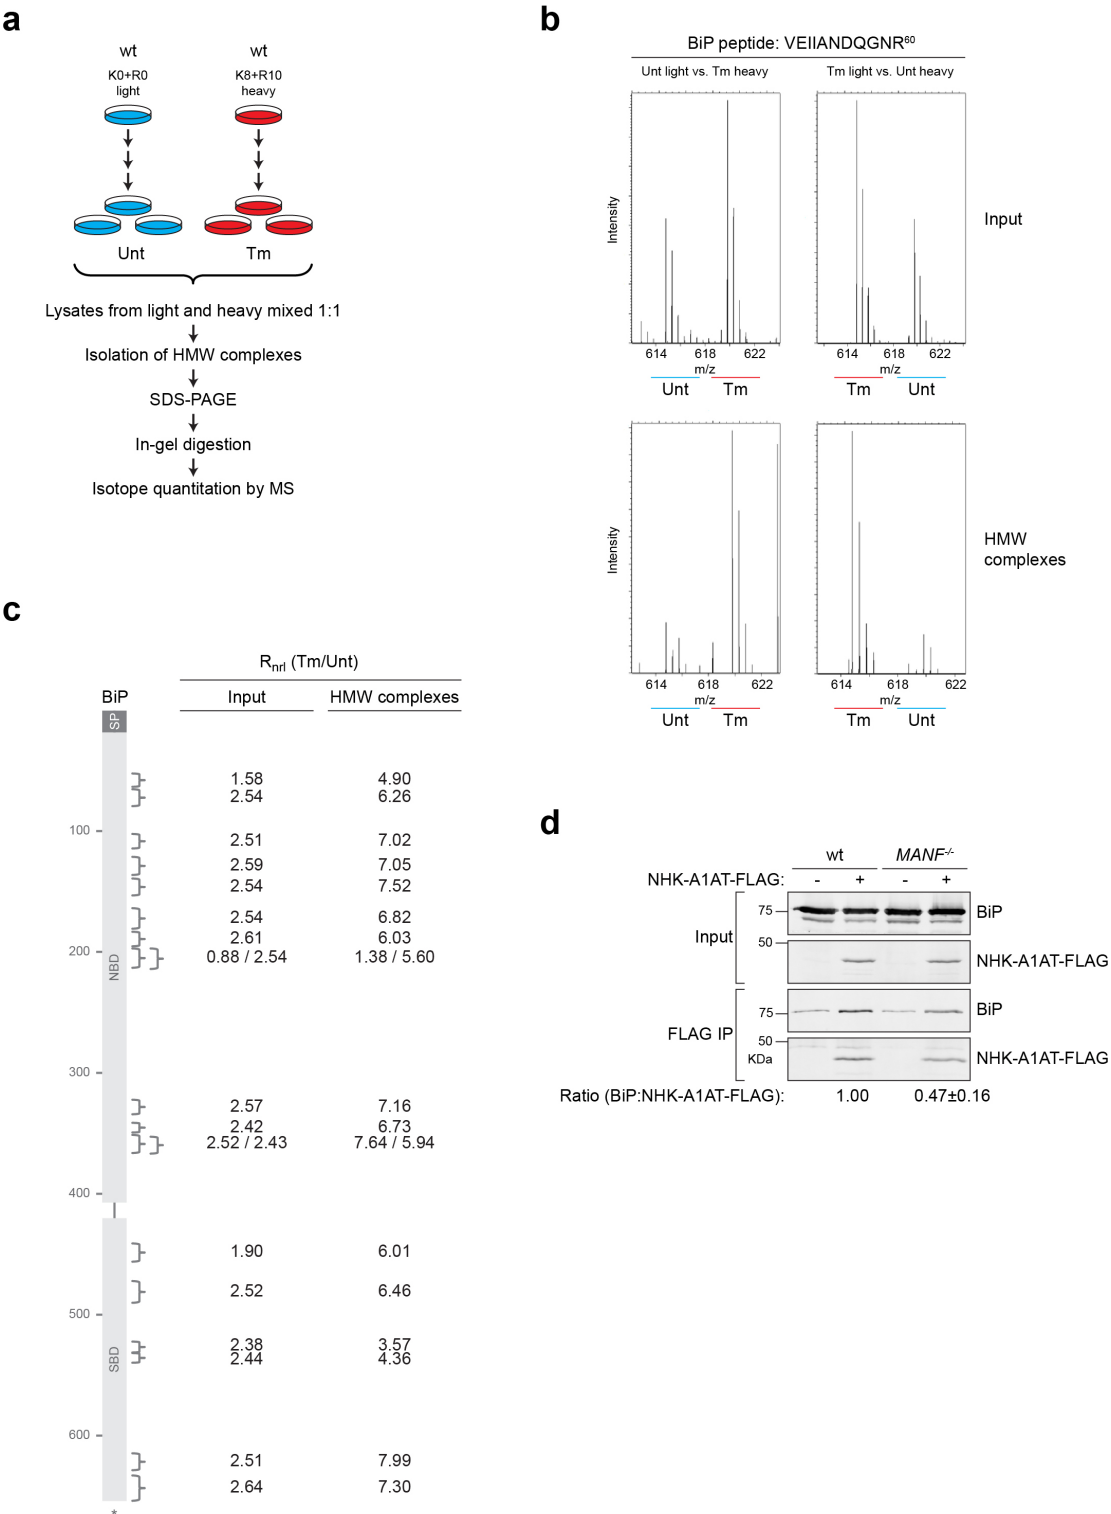 a
wt
wt
K0+R0
light
K8+R10
heavy
Unt
Tm
Lysates from light and heavy mixed 1:1
Isolation of HMW complexes
SDS-PAGE
In-gel digestion
Isotope quantitation by MS
b
BiP peptide: VEIIANDQGNR⁶⁰
Unt light vs. Tm heavy
Tm light vs. Unt heavy
Intensity
614 618 622
m/z
Unt Tm
614 618 622
m/z
Tm Unt
Input
Intensity
614 618 622
m/z
Unt Tm
614 618 622
m/z
Tm Unt
HMW
complexes
c
Rnrl (Tm/Unt)
BiP Input HMW complexes
SP
1.58 4.90
2.54 6.26
100
2.51 7.02
2.59 7.05
2.54 7.52
2.54 6.82
2.61 6.03
200 0.88 / 2.54 1.38 / 5.60
NBD
300
2.57 7.16
2.42 6.73
2.52 / 2.43 7.64 / 5.94
400
1.90 6.01
2.52 6.46
500
2.38 3.57
2.44 4.36
SBD
600
2.51 7.99
2.64 7.30
*
d
wt MANF-/-
NHK-A1AT-FLAG: - + - +
Input
75 BiP
50 NHK-A1AT-FLAG
FLAG IP
75 BiP
50
KDa NHK-A1AT-FLAG
Ratio (BiP:NHK-A1AT-FLAG): 1.00 0.47±0.16